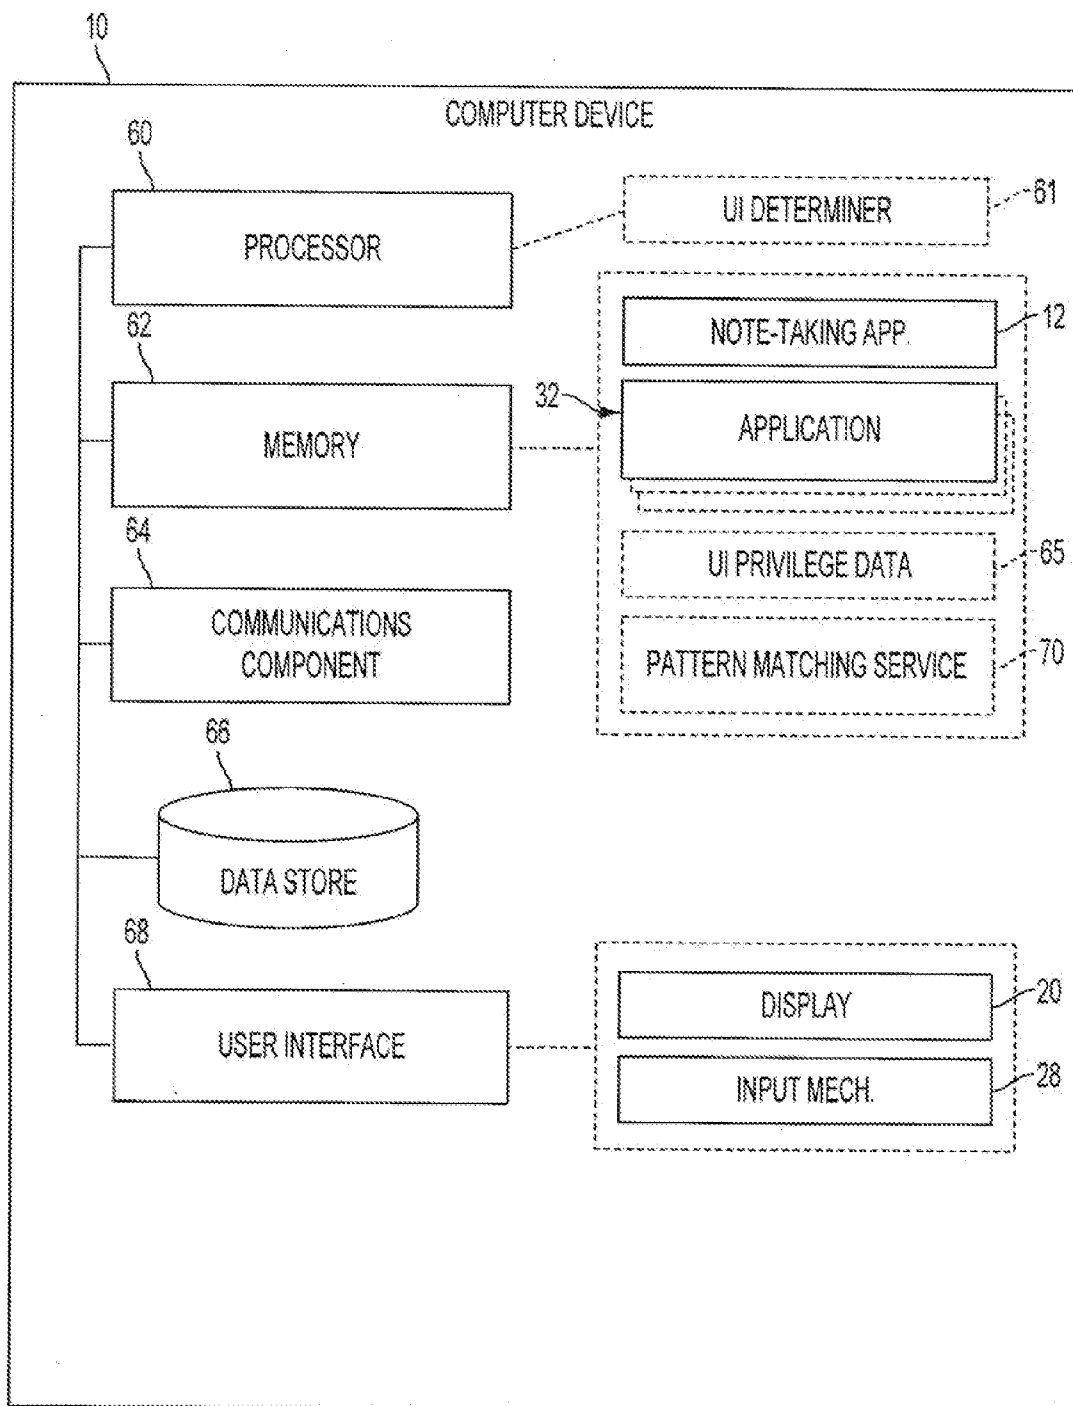 10
COMPUTER DEVICE
60
PROCESSOR
UI DETERMINER
61
62
MEMORY
NOTE-TAKING APP.
12
32
APPLICATION
64
COMMUNICATIONS
COMPONENT
UI PRIVILEGE DATA
65
PATTERN MATCHING SERVICE
70
66
DATA STORE
68
USER INTERFACE
DISPLAY
20
INPUT MECH.
28